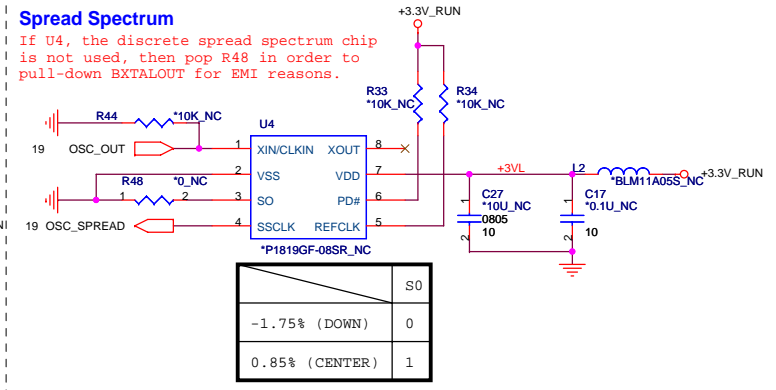 Spread Spectrum
If U4, the discrete spread spectrum chip
is not used, then pop R48 in order to
pull-down BXTALOUT for EMI reasons.
+3.3V_RUN
R33
*10K_NC
R34
*10K_NC
R44
*10K_NC
U4
19 OSC_OUT
1 XIN/CLKIN XOUT 8
2 VSS VDD 7
3 SO PD# 6
4 SSCLK REFCLK 5
*P1819GF-08SR_NC
R48 *0_NC
1 2
19 OSC_SPREAD
+3VL
L2
*BLM11A05S_NC
+3.3V_RUN
C27
*10U_NC
0805
10
1
2
C17
*0.1U_NC
10
1
2
S0
-1.75% (DOWN) 0
0.85% (CENTER) 1